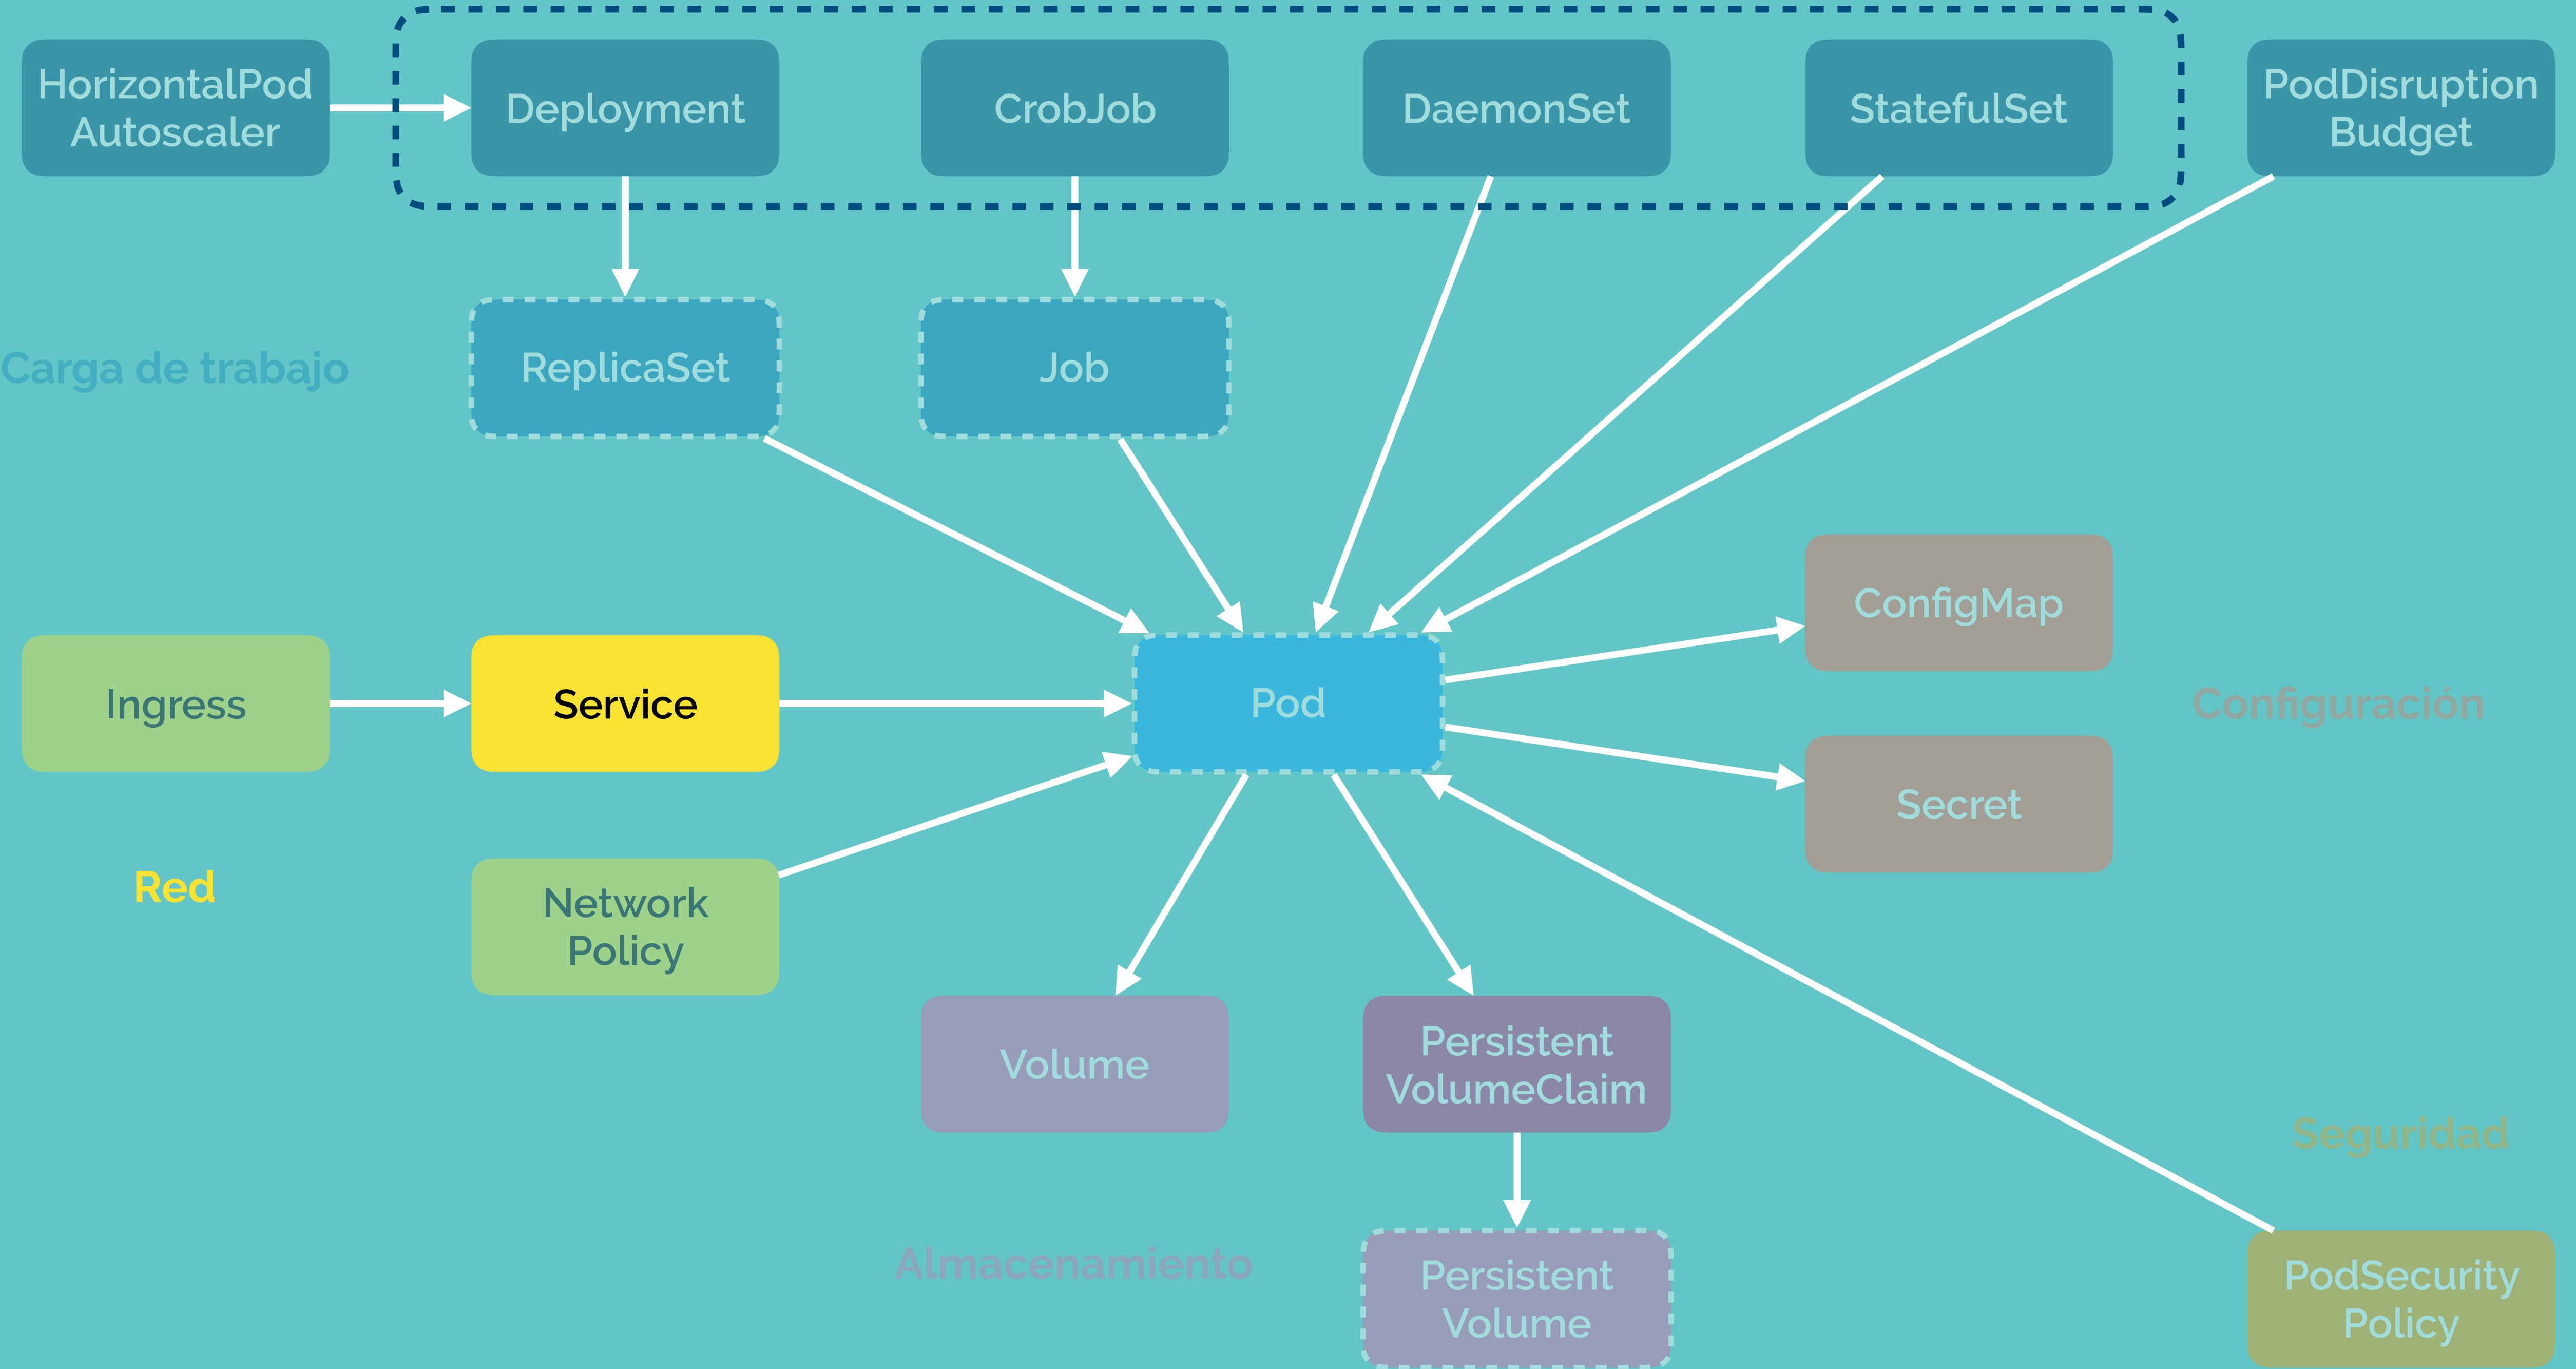 HorizontalPod
Autoscaler
Deployment
CrobJob
DaemonSet
StatefulSet
PodDisruption
Budget
Carga de trabajo
ReplicaSet
Job
Ingress
Service
Pod
ConfigMap
Configuración
Secret
Red
Network
Policy
Volume
Persistent
VolumeClaim
Seguridad
Almacenamiento
Persistent
Volume
PodSecurity
Policy